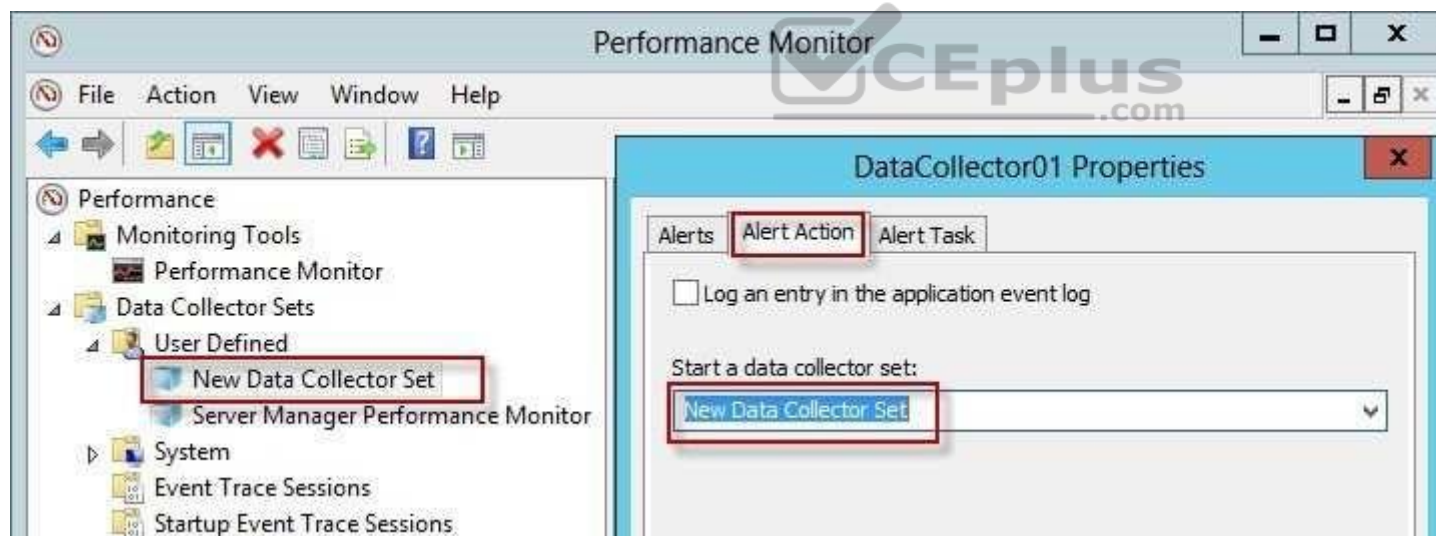 Performance Monitor
CEplus
.com
File Action View Window Help
DataCollector01 Properties
Performance
Monitoring Tools
Performance Monitor
Data Collector Sets
User Defined
New Data Collector Set
Server Manager Performance Monitor
System
Event Trace Sessions
Startup Event Trace Sessions
Alerts Alert Action Alert Task
Log an entry in the application event log
Start a data collector set:
New Data Collector Set